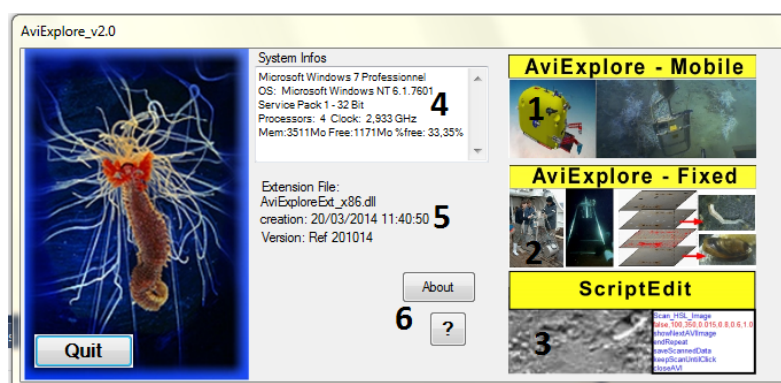 AviExplore_v2.0
System Infos
Microsoft Windows 7 Professionnel
OS: Microsoft Windows NT 6.1.7601
Service Pack 1 - 32 Bit
Processors: 4 Clock: 2,933 GHz
Mem:3511Mo Free:1171Mo %free: 33,35%
4
Extension File:
AviExploreExt_x86.dll
creation: 20/03/2014 11:40:50
Version: Ref 201014
5
About
6
?
Quit
AviExplore - Mobile
1
AviExplore - Fixed
2
ScriptEdit
3
Scan_HSL_Image
false,100,350,0.015,0.8,0.6,1.0
showNextAVIImage
endRepeat
saveScannedData
keepScanUntilClick
closeAVI